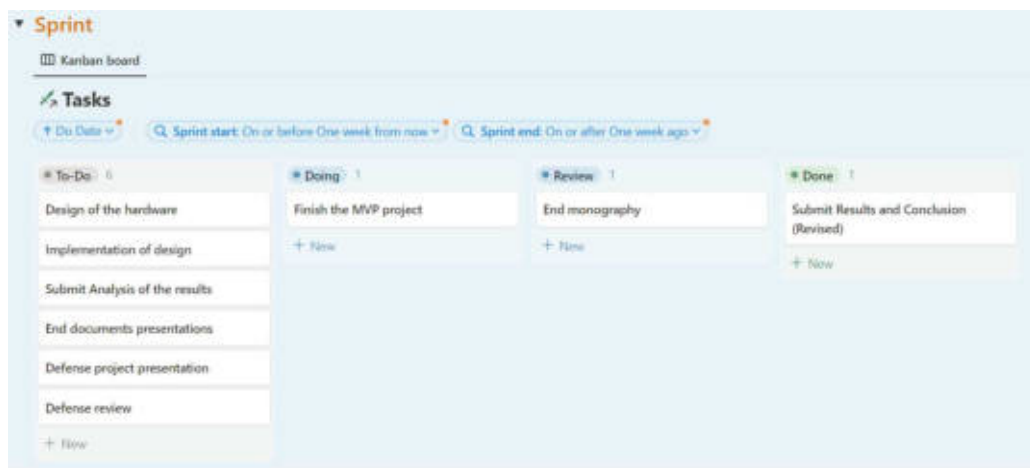 Sprint
Kanban board
Tasks
Do Date
Sprint start: On or before One week from now
Sprint end: On or after One week ago
To-Do 6
Doing 1
Review 1
Done 1
Design of the hardware
Finish the MVP project
End monography
Submit Results and Conclusion
(Revised)
Implementation of design
+ New
+ New
+ New
Submit Analysis of the results
End documents presentations
Defense project presentation
Defense review
+ New